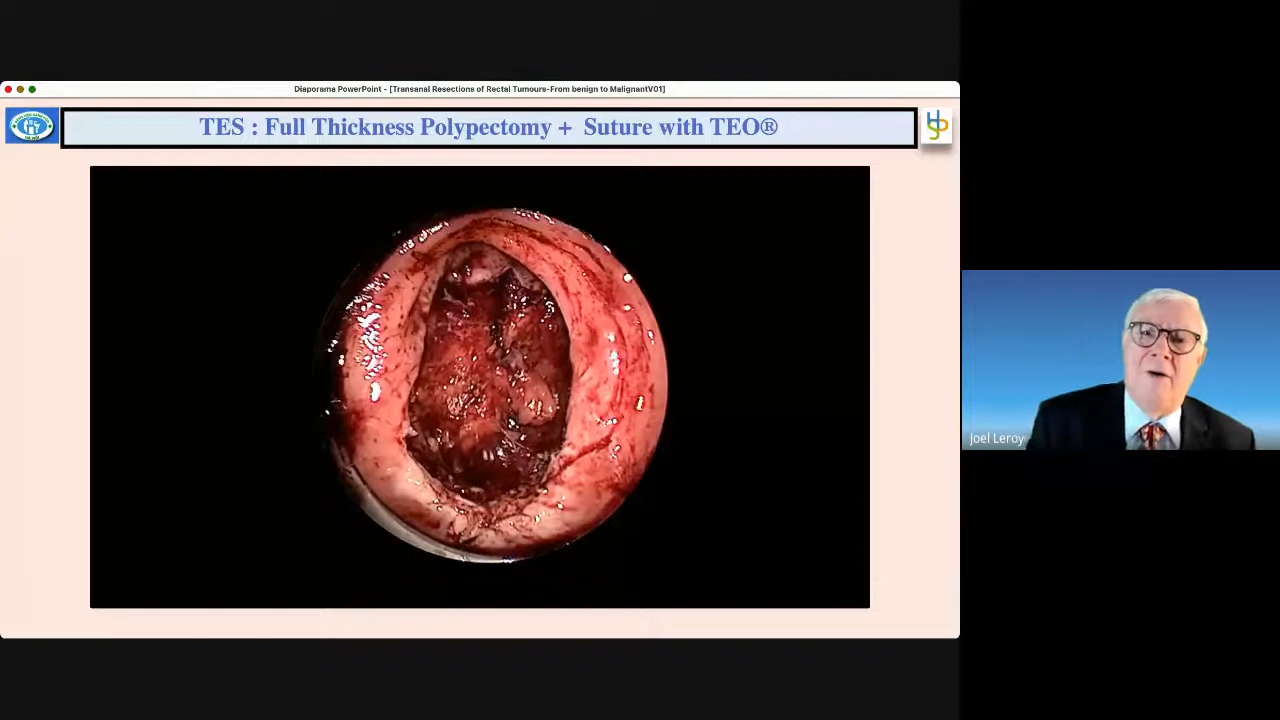 Diaporama PowerPoint - [Transanal Resections of Rectal Tumours-From benign to MalignantV01]
TES : Full Thickness Polypectomy + Suture with TEO®
Joel Leroy